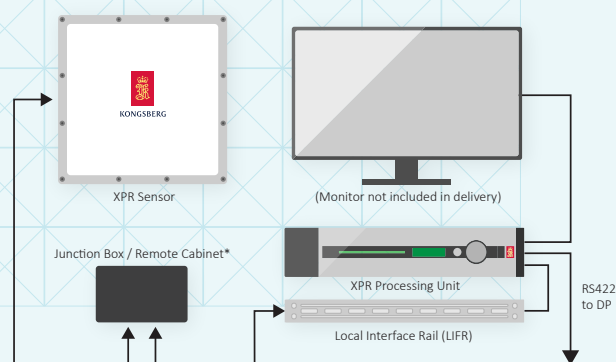 KONGSBERG
XPR Sensor
(Monitor not included in delivery)
Junction Box / Remote Cabinet*
XPR Processing Unit
RS422
to DP
Local Interface Rail (LIFR)